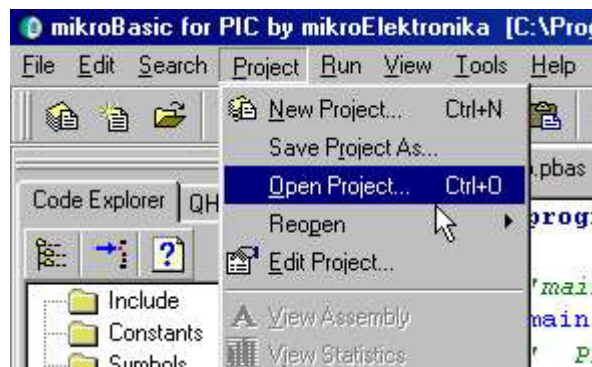 mikroBasic for PIC by mikroElektronika [C:\Prog
File Edit Search Project Run View Tools Help
New Project... Ctrl+N
Save Project As...
Open Project... Ctrl+O
Reopen
Edit Project...
View Assembly
View Statistics
.pbas
Code Explorer QH
Include
Constants
Symbols
progr
'mai
main
' P